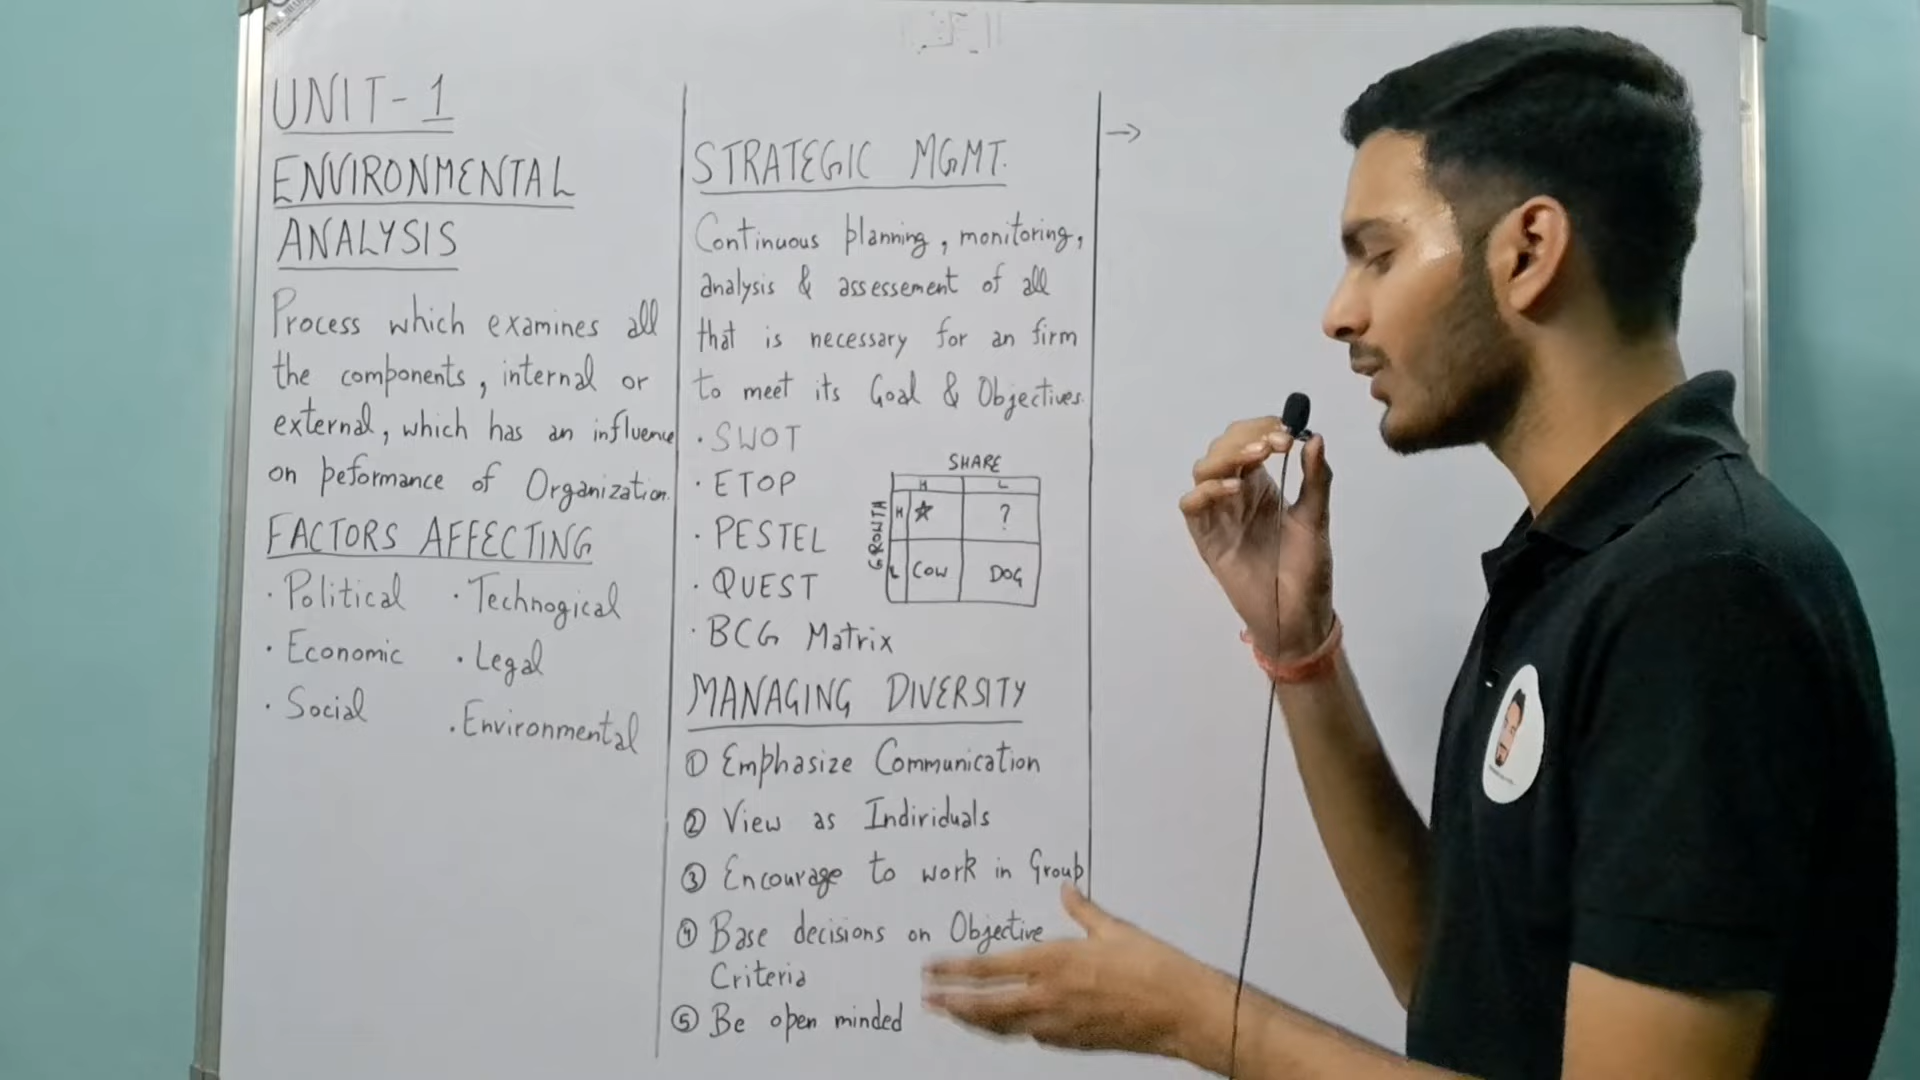 UNIT-1
ENVIRONMENTAL
ANALYSIS
Process which examines all
the components, internal or
external, which has an influence
on peformance of Organization.
FACTORS AFFECTING
· Political
· Technogical
· Economic
· Legal
· Social
· Environmental
STRATEGIC MGMT.
Continuous planning, monitoring,
analysis & assessement of all
that is necessary for an firm
to meet its Goal & Objectives.
· SWOT
· ETOP
· PESTEL
· QUEST
· BCG Matrix
SHARE
H L
GROWTH
H ☆ ?
L COW DOG
MANAGING DIVERSITY
① Emphasize Communication
② View as Individuals
③ Encourage to work in Group
④ Base decisions on Objective
Criteria
⑤ Be open minded
→